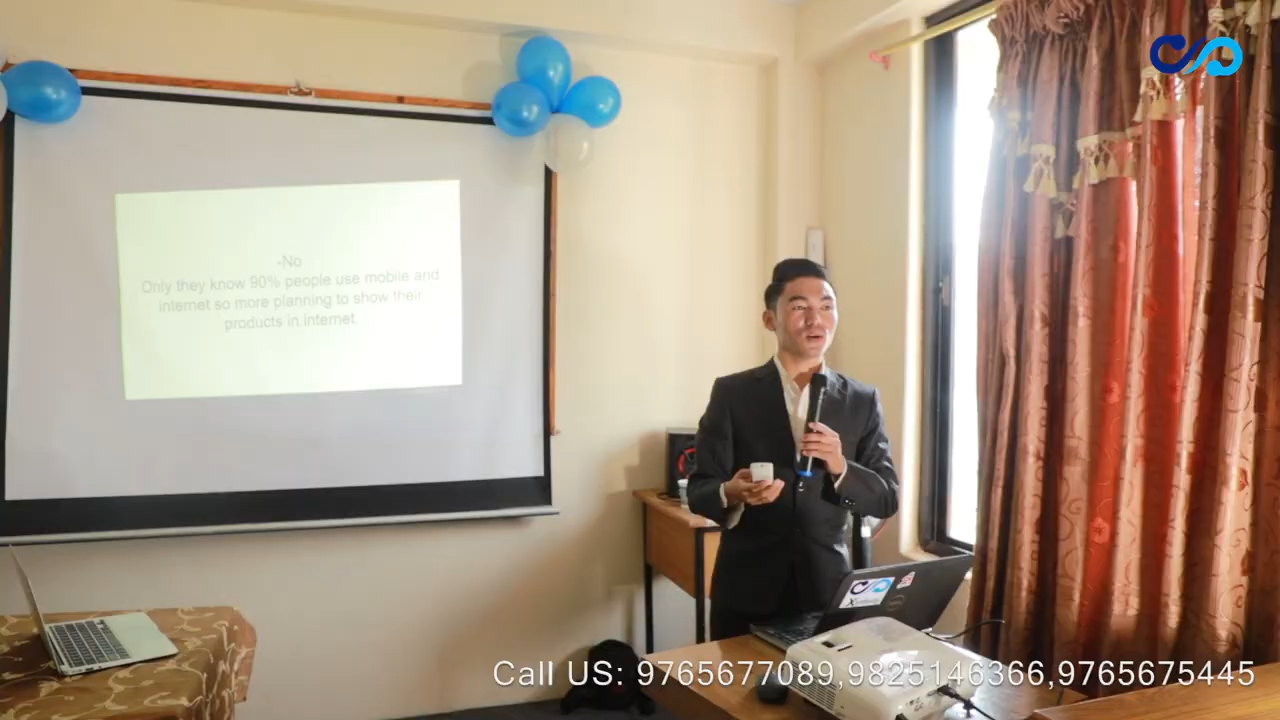 -No
Only they know 90% people use mobile and
internet so more planning to show their
products in internet.
Call US: 9765677089,9825146366,9765675445